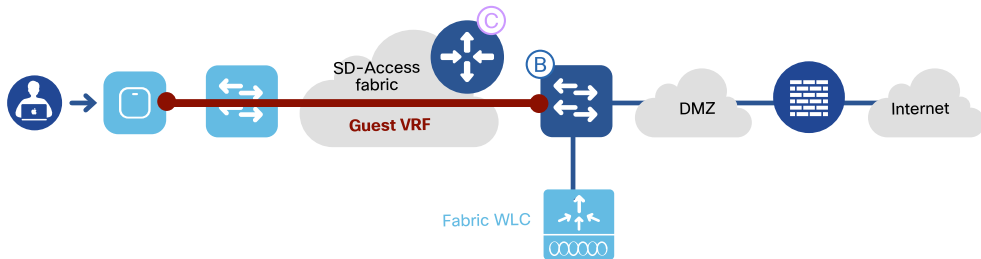 C
B
SD-Access
fabric
Guest VRF
DMZ
Internet
Fabric WLC